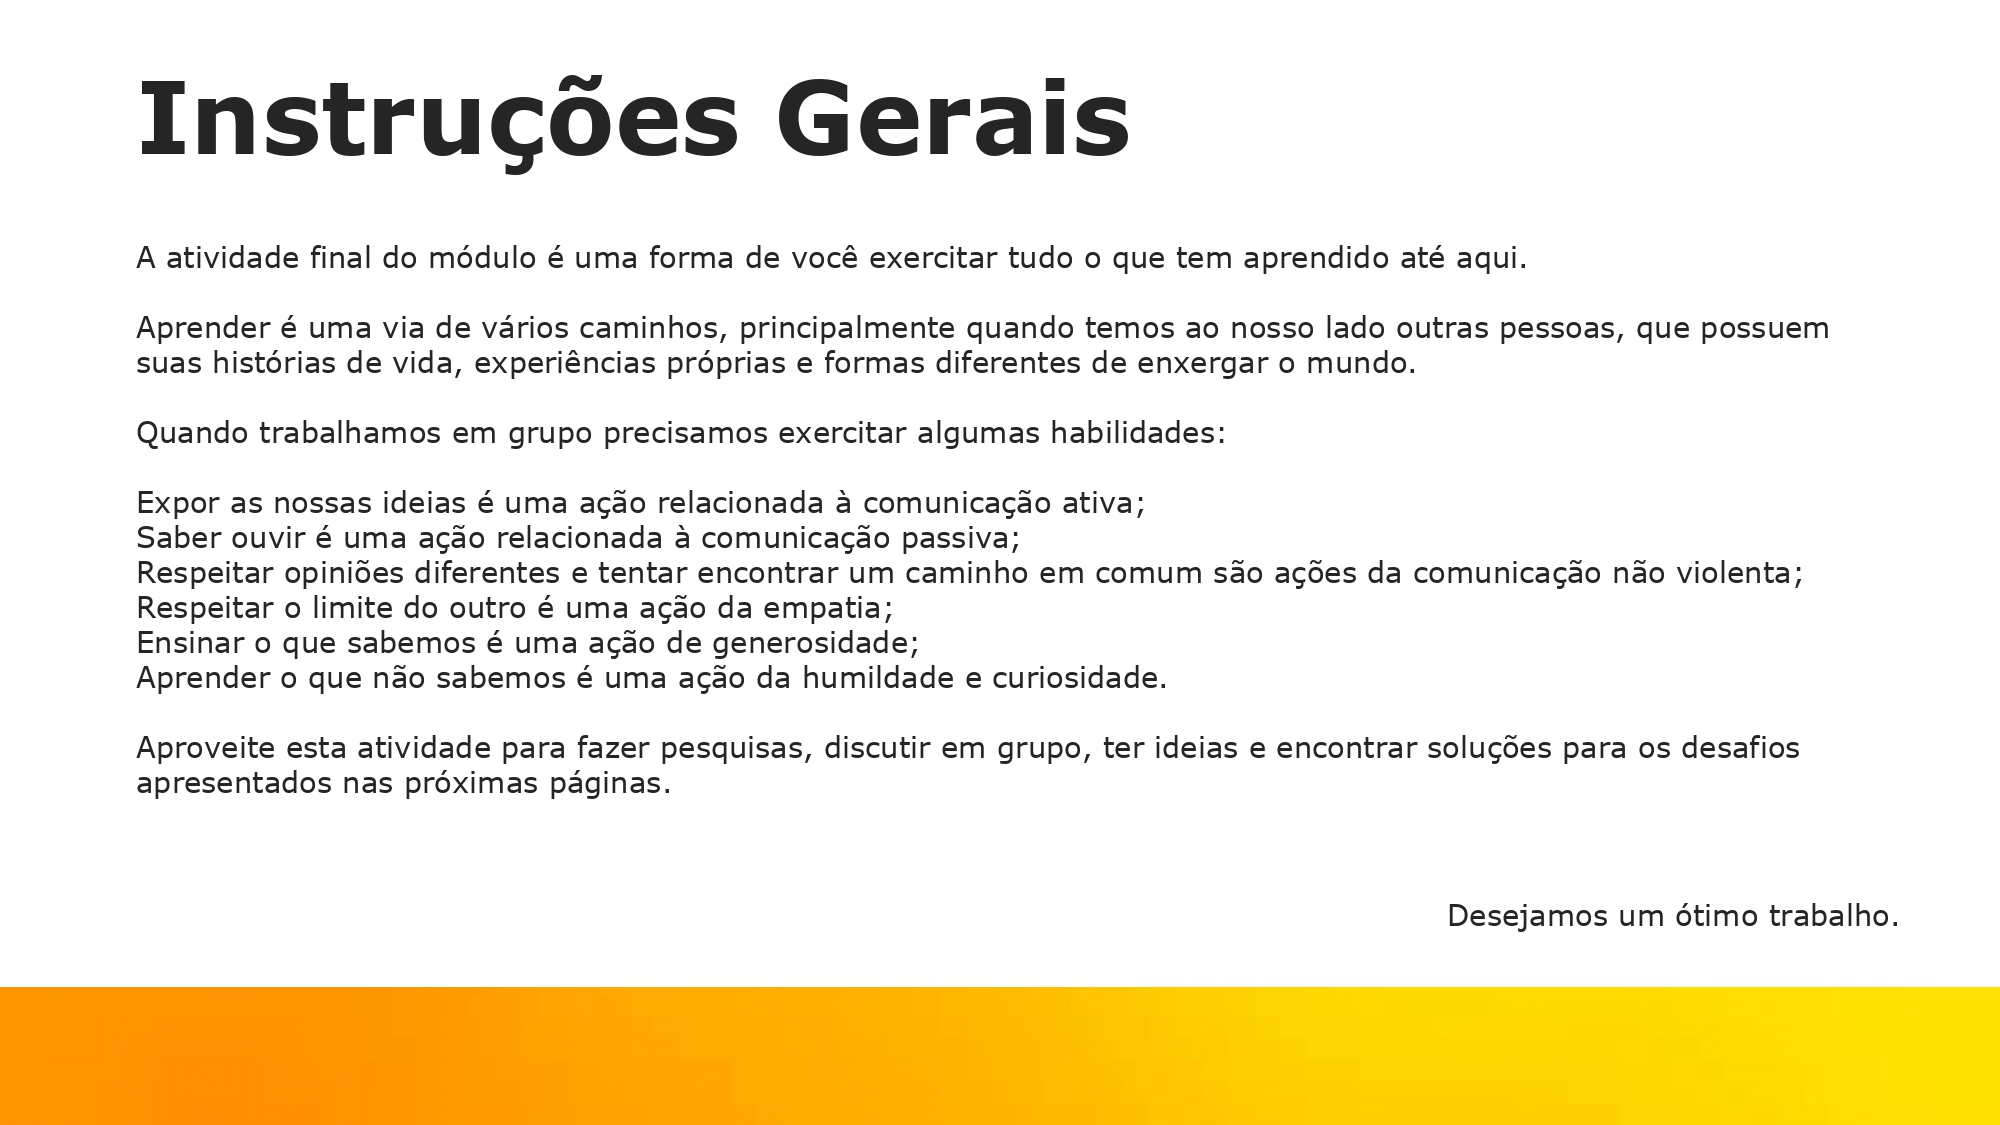 Instruções Gerais
A atividade final do módulo é uma forma de você exercitar tudo o que tem aprendido até aqui.
Aprender é uma via de vários caminhos, principalmente quando temos ao nosso lado outras pessoas, que possuem
suas histórias de vida, experiências próprias e formas diferentes de enxergar o mundo.
Quando trabalhamos em grupo precisamos exercitar algumas habilidades:
Expor as nossas ideias é uma ação relacionada à comunicação ativa;
Saber ouvir é uma ação relacionada à comunicação passiva;
Respeitar opiniões diferentes e tentar encontrar um caminho em comum são ações da comunicação não violenta;
Respeitar o limite do outro é uma ação da empatia;
Ensinar o que sabemos é uma ação de generosidade;
Aprender o que não sabemos é uma ação da humildade e curiosidade.
Aproveite esta atividade para fazer pesquisas, discutir em grupo, ter ideias e encontrar soluções para os desafios
apresentados nas próximas páginas.
Desejamos um ótimo trabalho.